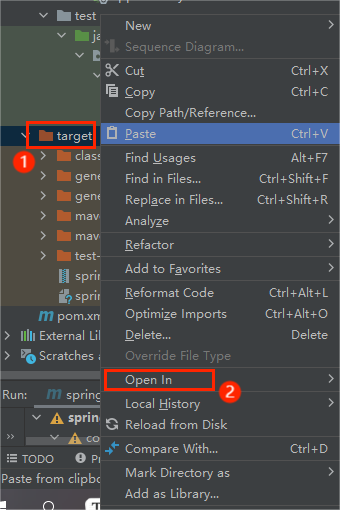 test
ja
target
1
class
gene
gene
mave
mave
test-
sprin
sprin
pom.xm
External Lib
Scratches a
Run:
spring
sprin
co
TODO
Pr
Paste from clipbo
New
Sequence Diagram...
Cut Ctrl+X
Copy Ctrl+C
Copy Path/Reference...
Paste Ctrl+V
Find Usages Alt+F7
Find in Files... Ctrl+Shift+F
Replace in Files... Ctrl+Shift+R
Analyze
Refactor
Add to Favorites
Reformat Code Ctrl+Alt+L
Optimize Imports Ctrl+Alt+O
Delete... Delete
Override File Type
Open In
2
Local History
Reload from Disk
Compare With... Ctrl+D
Mark Directory as
Add as Library...